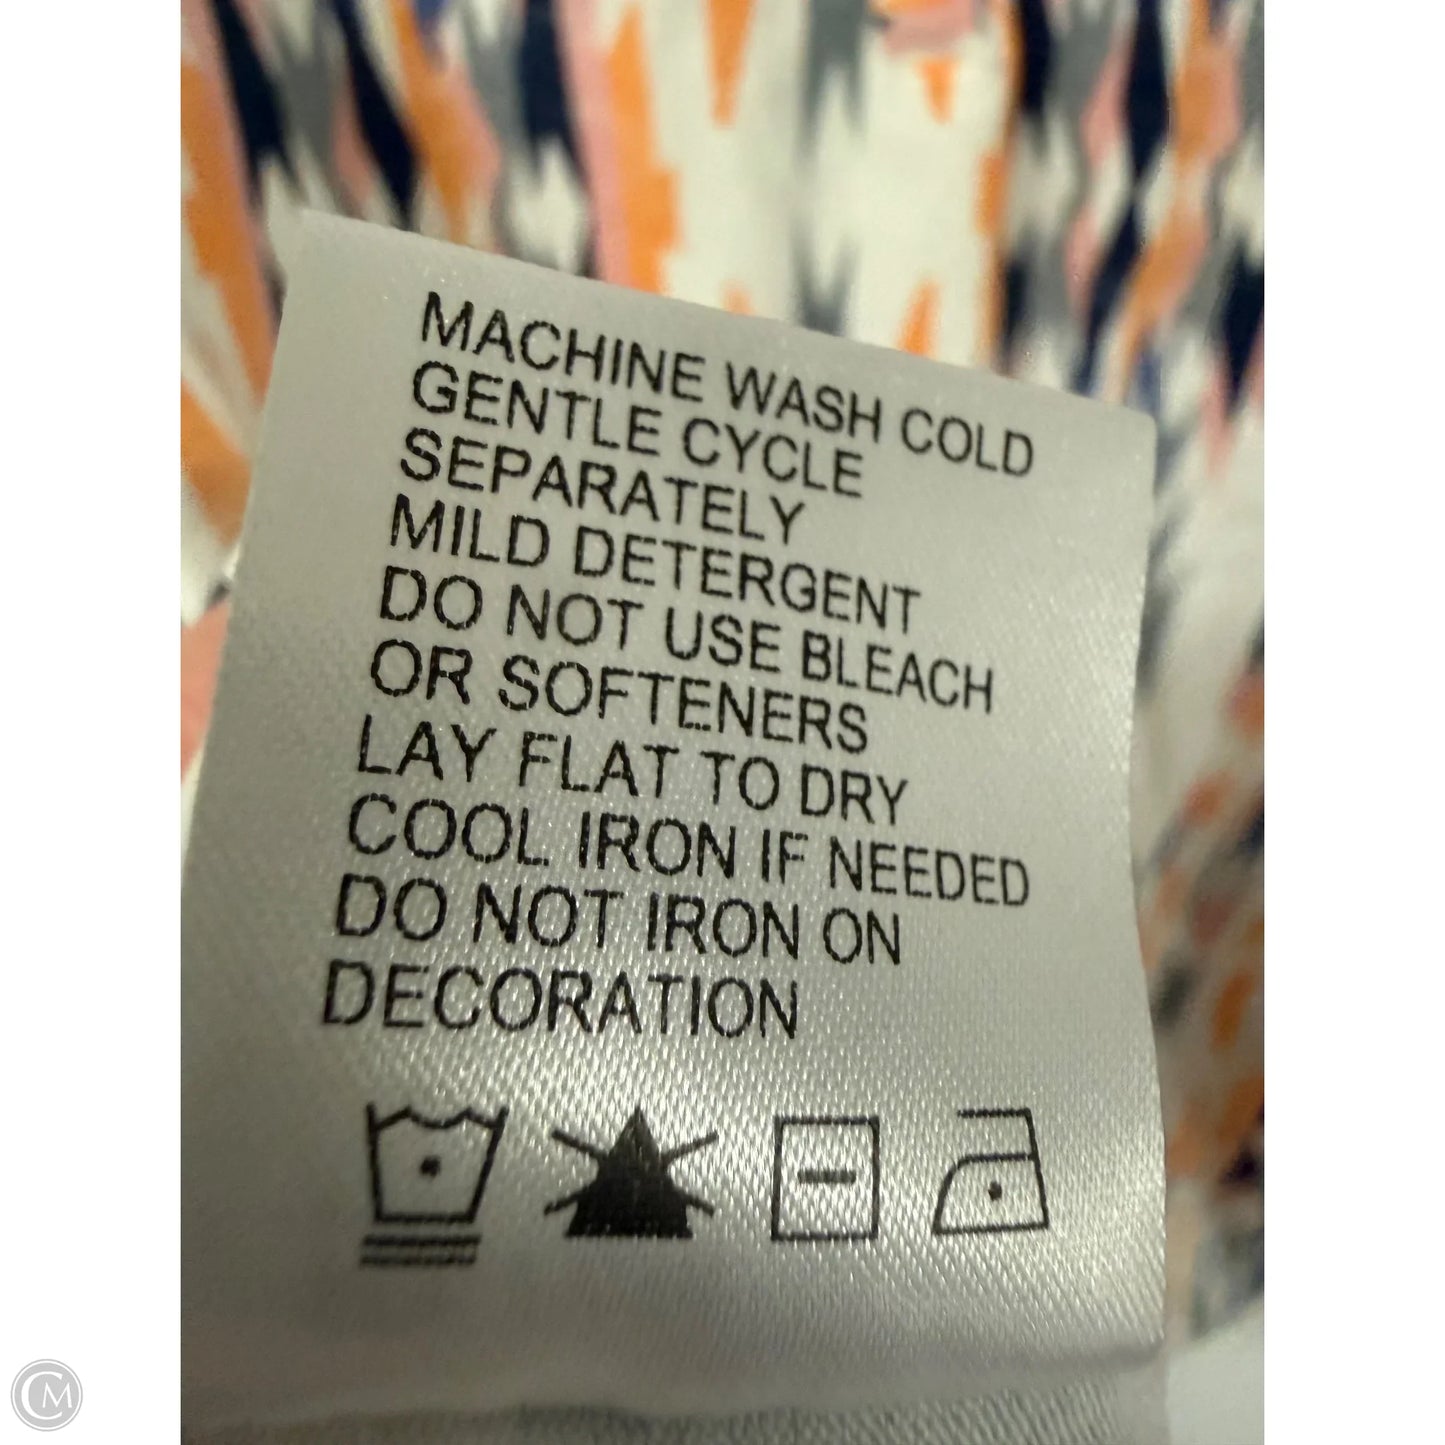 MACHINE WASH COLD
GENTLE CYCLE
SEPARATELY
MILD DETERGENT
DO NOT USE BLEACH
OR SOFTENERS
LAY FLAT TO DRY
COOL IRON IF NEEDED
DO NOT IRON ON
DECORATION
CM